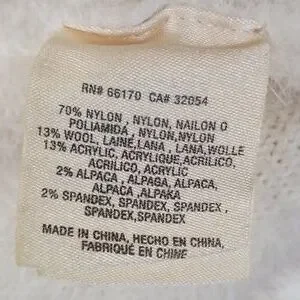 RN# 66170 CA# 32054
70% NYLON , NYLON, NAILON O
POLIAMIDA , NYLON,NYLON
13% WOOL, LAINE,LANA , LANA,WOLLE
13% ACRYLIC, ACRYLIQUE,ACRILICO,
ACRILICO, ACRYLIC
2% ALPACA, ALPAGA, ALPACA,
ALPACA, ALPAKA
2% SPANDEX, SPANDEX, SPANDEX ,
SPANDEX,SPANDEX
MADE IN CHINA, HECHO EN CHINA,
FABRIQUÉ EN CHINE